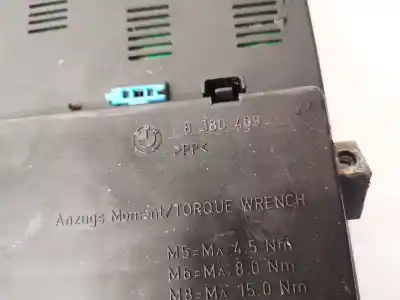 8 380 409
>PP<
Anzugs Moment/TORQUE WRENCH
M5=MA 4.5 Nm
M6=MA 8.0 Nm
M8=MA 15.0 Nm